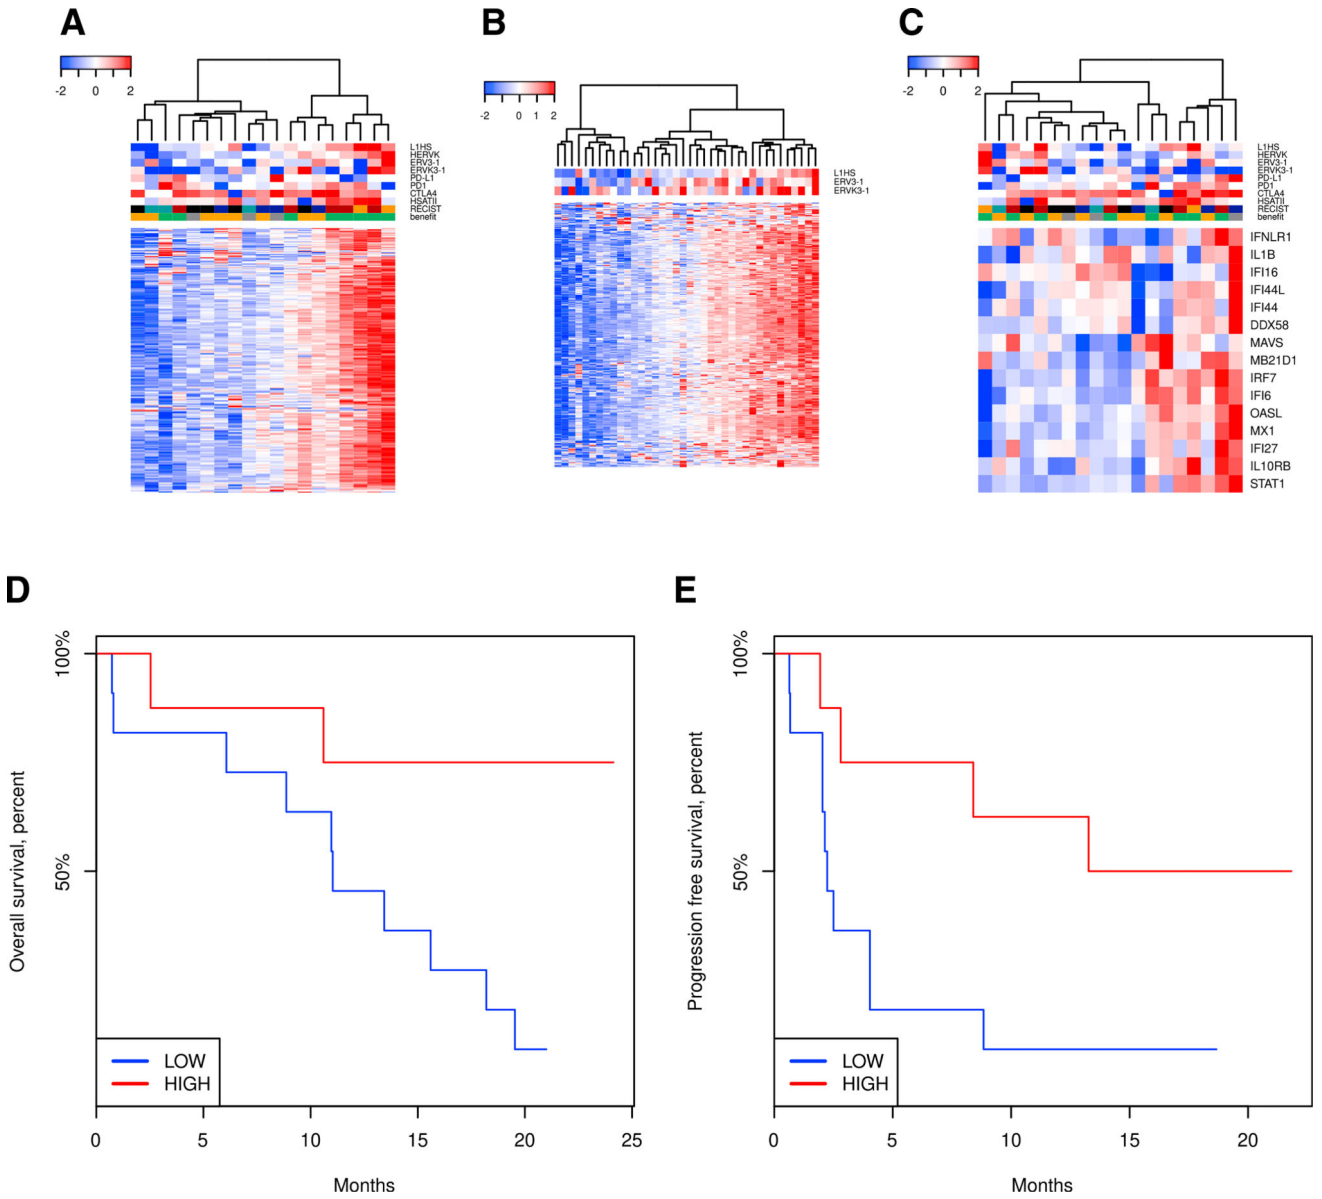 A
B
C
-2 0 2
-2 0 1 2
-2 0 2
L1HS
HERVK
ERV3-1
ERVK3-1
PD-L1
PD1
CTLA4
HSATII
RECIST
benefit
L1HS
ERV3-1
ERVK3-1
L1HS
HERVK
ERV3-1
ERVK3-1
PD-L1
PD1
CTLA4
HSATII
RECIST
benefit
IFNLR1
IL1B
IFI16
IFI44L
IFI44
DDX58
MAVS
MB21D1
IRF7
IFI6
OASL
MX1
IFI27
IL10RB
STAT1
D
Overall survival, percent
100%
50%
LOW
HIGH
0 5 10 15 20 25
Months
E
Progression free survival, percent
100%
50%
LOW
HIGH
0 5 10 15 20
Months